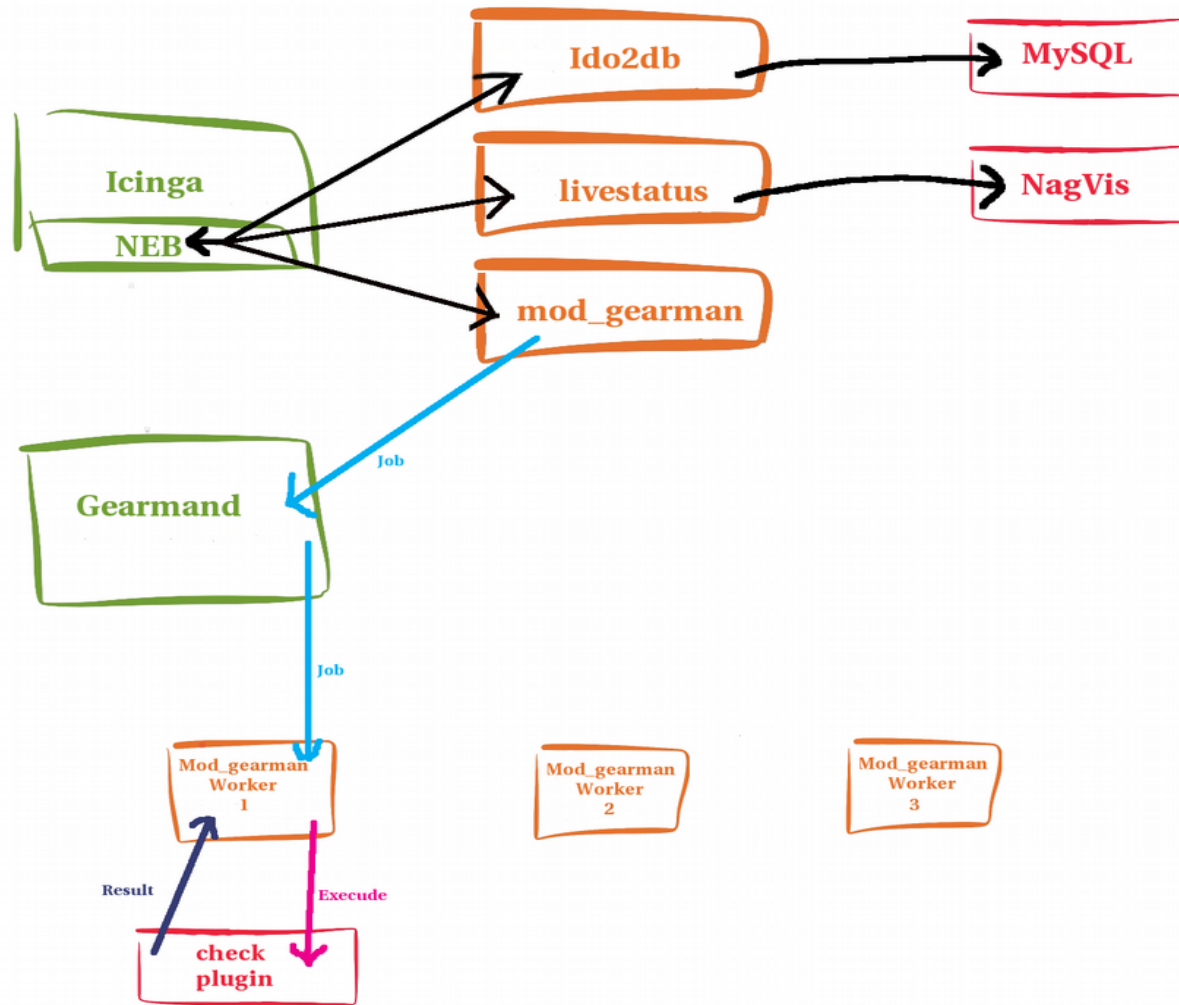 Ido2db
MySQL
Icinga
livestatus
NagVis
NEB
mod_gearman
Job
Gearmand
Job
Mod_gearman
Worker
1
Mod_gearman
Worker
2
Mod_gearman
Worker
3
Result
Execude
check
plugin